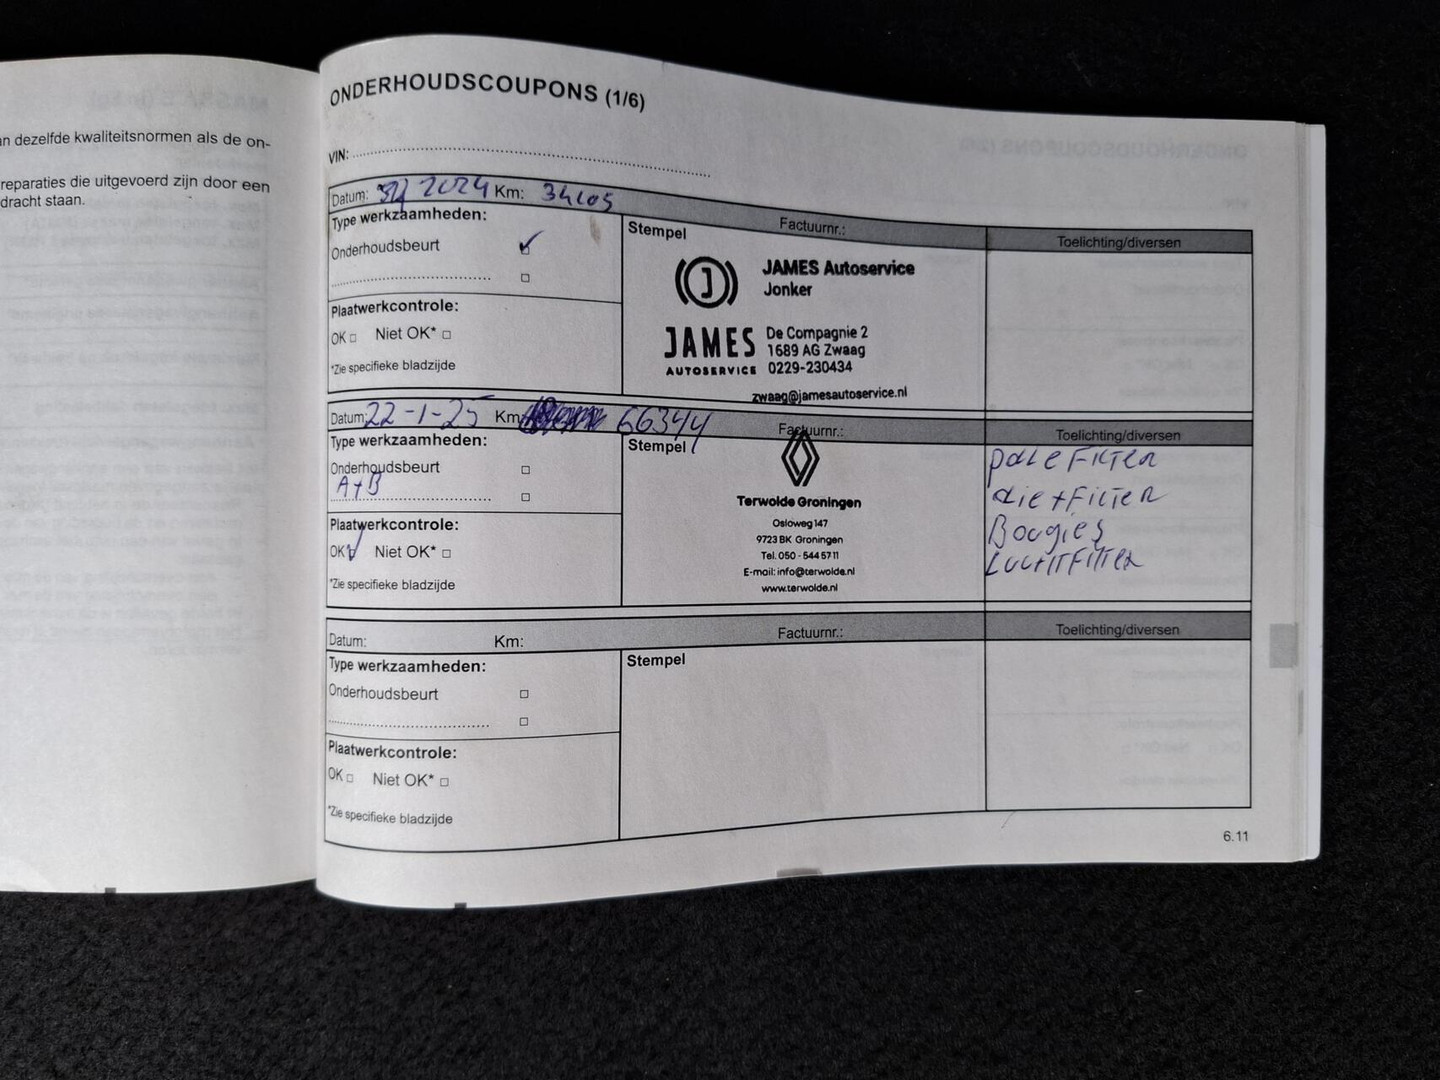 an dezelfde kwaliteitsnormen als de on-
reparaties die uitgevoerd zijn door een
dracht staan.
ONDERHOUDSCOUPONS (1/6)
VIN:
Datum: 2024 Km: 34205
Factuurnr.:
Toelichting/diversen
Type werkzaamheden:
Onderhoudsbeurt ✓
Stempel
JAMES Autoservice
Jonker
JAMES
AUTOSERVICE
De Compagnie 2
1689 AG Zwaag
0229-230434
zwaag@jamesautoservice.nl
Plaatwerkcontrole:
OK □ Niet OK* □
*Zie specifieke bladzijde
Datum: 22-1-25 Km: 66344
Factuurnr.:
Toelichting/diversen
Type werkzaamheden:
Onderhoudsbeurt □
A+B □
Stempel
Terwolde Groningen
Osloweg 147
9723 BK Groningen
Tel. 050 - 544 57 11
E-mail: info@terwolde.nl
www.terwolde.nl
POLLEFILTER
Bougies
LUCHTFILTER
Plaatwerkcontrole:
OK ✓ Niet OK* □
*Zie specifieke bladzijde
Datum: Km:
Factuurnr.:
Toelichting/diversen
Type werkzaamheden:
Onderhoudsbeurt □
Stempel
Plaatwerkcontrole:
OK □ Niet OK* □
*Zie specifieke bladzijde
6.11